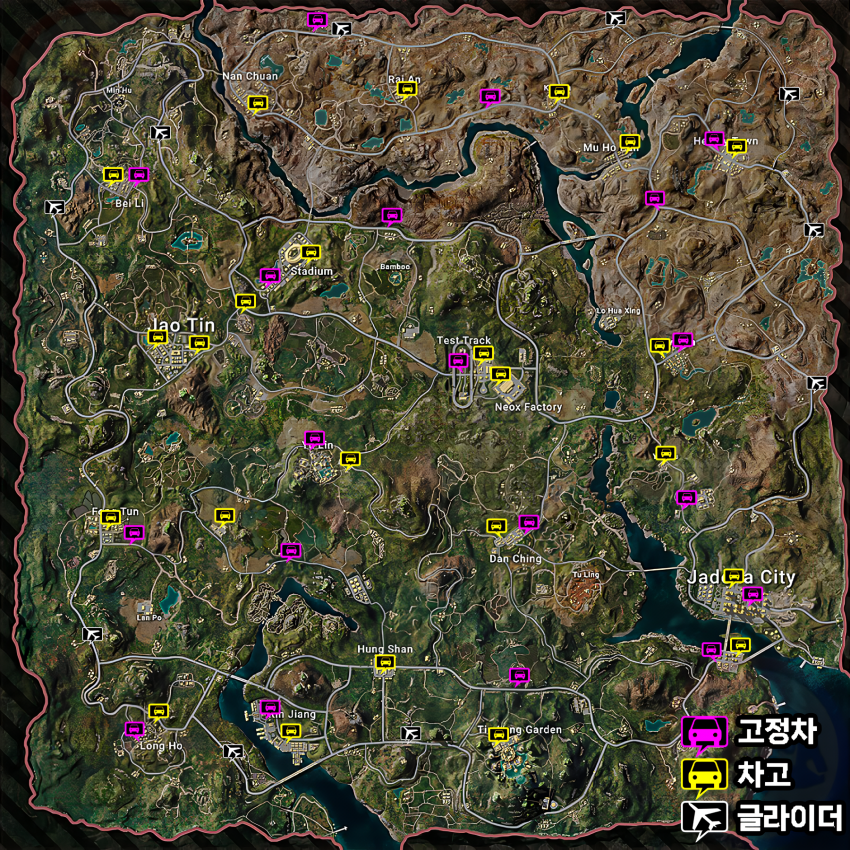 Nan Chuan
Rai An
Min Hu
Mu Ho
Bei Li
Stadium
Bamboo
Lo Hua Xing
Jao Tin
Test Track
Neox Factory
Dan Ching
Tu Ling
City
Lan Po
Hung Shan
Jiang
Garden
Long Ho
고정차
차고
글라이더